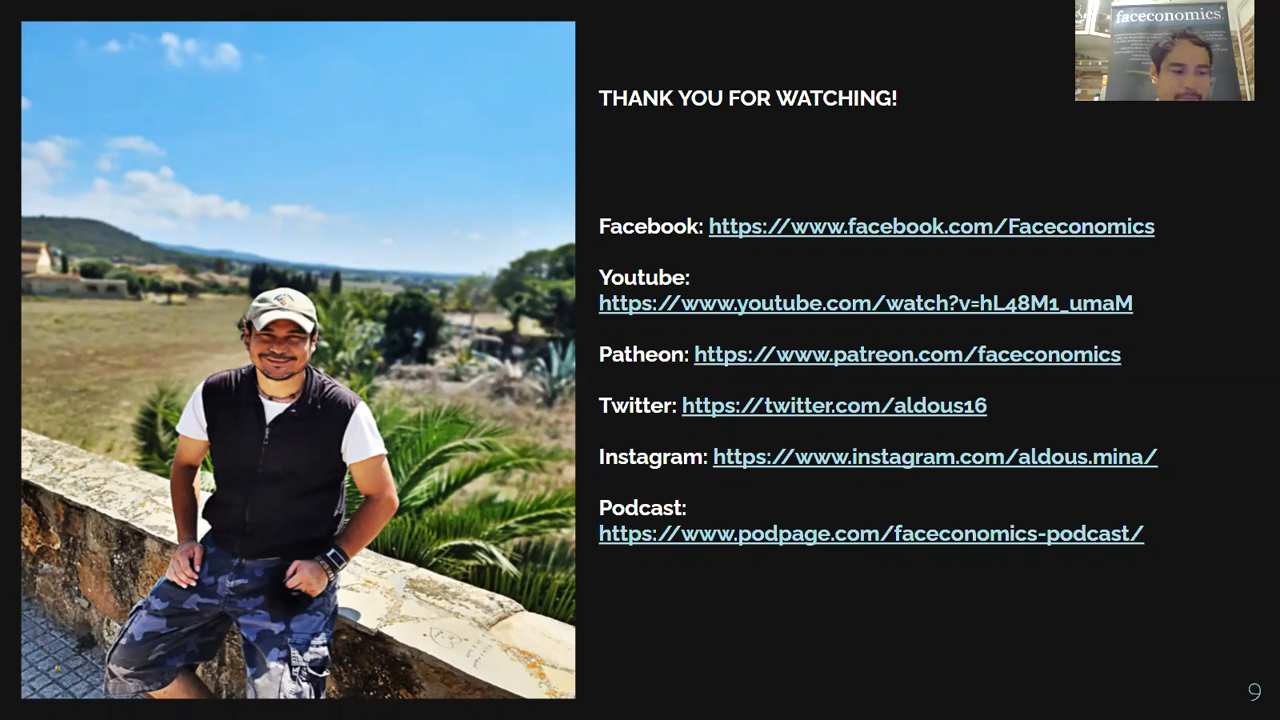 faceconomics
THANK YOU FOR WATCHING!
Facebook: https://www.facebook.com/Faceconomics
Youtube:
https://www.youtube.com/watch?v=hL48M1_umaM
Patheon: https://www.patreon.com/faceconomics
Twitter: https://twitter.com/aldous16
Instagram: https://www.instagram.com/aldous.mina/
Podcast:
https://www.podpage.com/faceconomics-podcast/
9